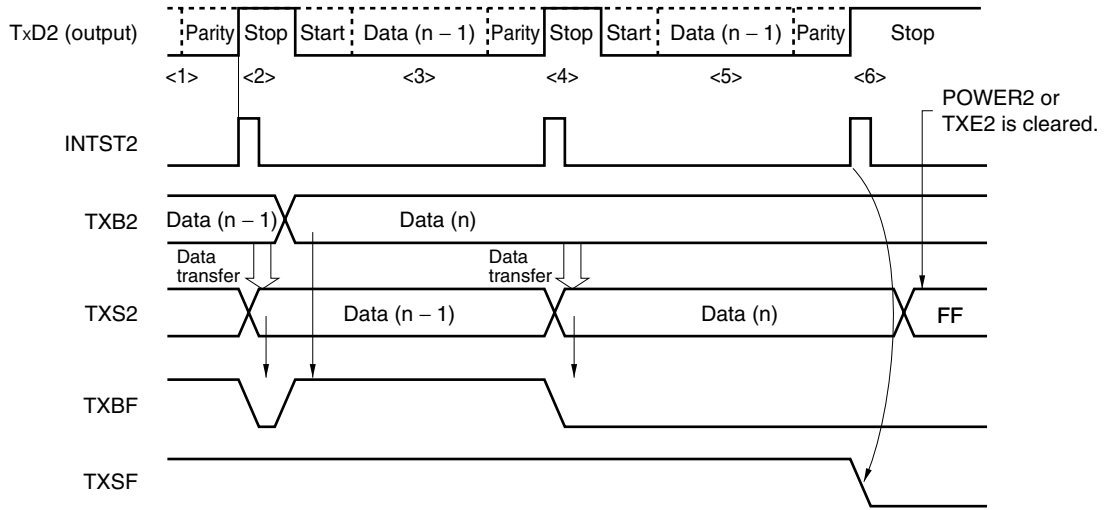 TxD2 (output) Parity Stop Start Data (n − 1) Parity Stop Start Data (n − 1) Parity Stop
<1> <2> <3> <4> <5> <6>
POWER2 or
TXE2 is cleared.
INTST2
TXB2 Data (n − 1) Data (n)
Data
transfer
Data
transfer
TXS2 Data (n − 1) Data (n) FF
TXBF
TXSF